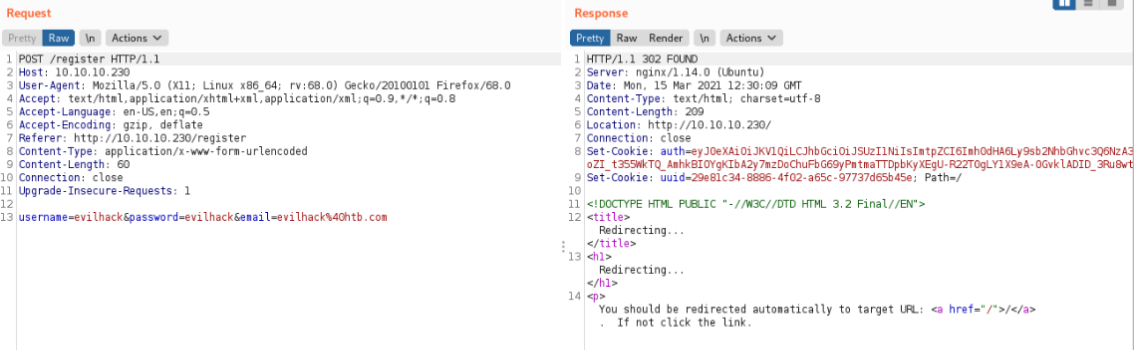 Request
Pretty Raw \n Actions
1 POST /register HTTP/1.1
2 Host: 10.10.10.230
3 User-Agent: Mozilla/5.0 (X11; Linux x86_64; rv:68.0) Gecko/20100101 Firefox/68.0
4 Accept: text/html,application/xhtml+xml,application/xml;q=0.9,*/*;q=0.8
5 Accept-Language: en-US,en;q=0.5
6 Accept-Encoding: gzip, deflate
7 Referer: http://10.10.10.230/register
8 Content-Type: application/x-www-form-urlencoded
9 Content-Length: 60
10 Connection: close
11 Upgrade-Insecure-Requests: 1
12
13 username=evilhack&password=evilhack&email=evilhack%40htb.com
Response
Pretty Raw Render \n Actions
1 HTTP/1.1 302 FOUND
2 Server: nginx/1.14.0 (Ubuntu)
3 Date: Mon, 15 Mar 2021 12:30:09 GMT
4 Content-Type: text/html; charset=utf-8
5 Content-Length: 209
6 Location: http://10.10.10.230/
7 Connection: close
8 Set-Cookie: auth=eyJ0eXAiOiJKV1QiLCJhbGciOiJSUzI1NiIsImtpZCI6Imh0dHA6Ly9sb2NhbGhvc3Q6NzA3
oZI_t355WkTQ_AmhkBIOYgKIbA2y7mzDoChuFbG69yPmtmaTTDpbKyXEgU-R22TOgLY1X9eA-0GvklADID_3Ru8wt
9 Set-Cookie: uuid=29e81c34-8886-4f02-a65c-97737d65b45e; Path=/
10
11 <!DOCTYPE HTML PUBLIC "-//W3C//DTD HTML 3.2 Final//EN">
12 <title>
Redirecting...
</title>
13 <h1>
Redirecting...
</h1>
14 <p>
You should be redirected automatically to target URL: <a href="/">/</a>
. If not click the link.